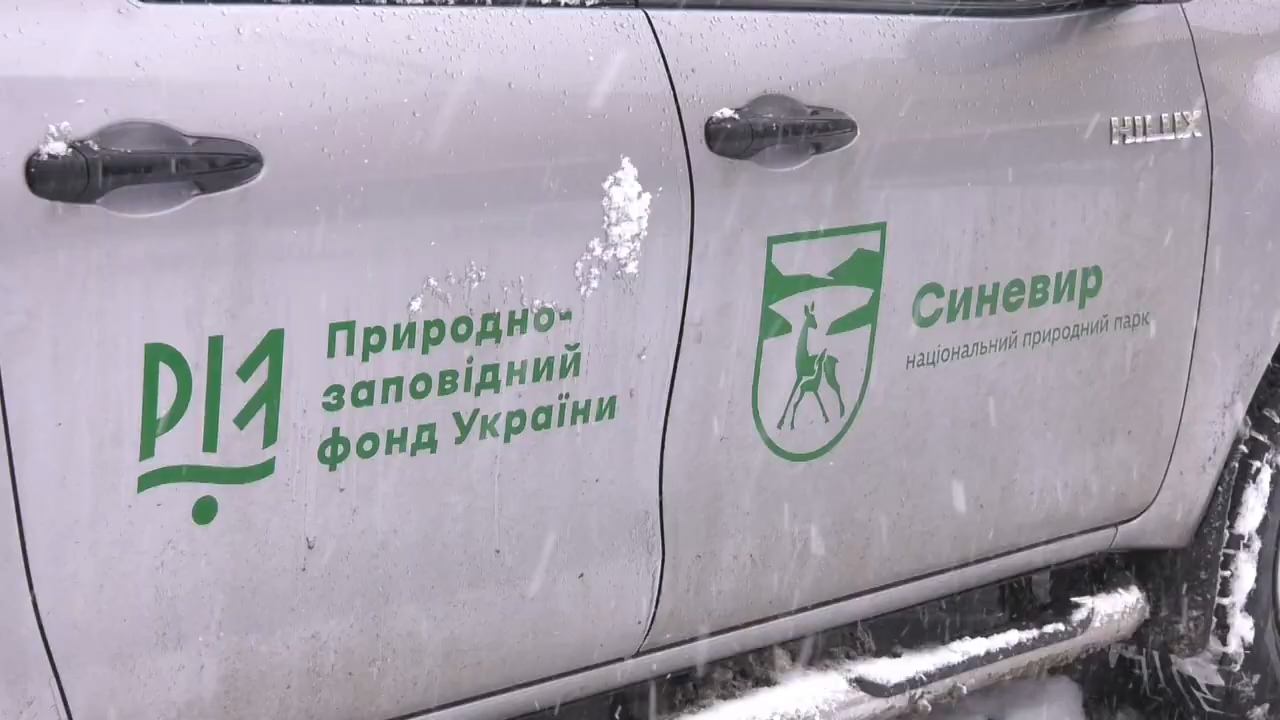 Природно-
заповідний
фонд України
Синевир
національний природний парк
HILUX